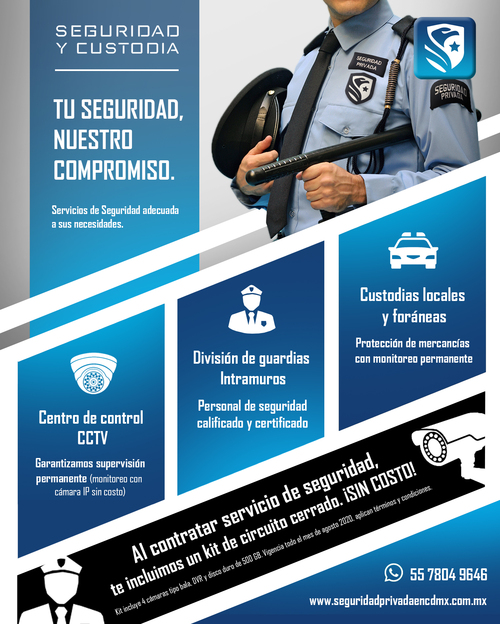 SEGURIDAD
Y CUSTODIA
TU SEGURIDAD,
NUESTRO
COMPROMISO.
Servicios de Seguridad adecuada
a sus necesidades.
SEGURIDAD
PRIVADA
SEGURIDAD
PRIVADA
Custodias locales
y foráneas
Protección de mercancías
con monitoreo permanente
División de guardias
Intramuros
Personal de seguridad
calificado y certificado
Centro de control
CCTV
Garantizamos supervisión
permanente (monitoreo con
cámara IP sin costo)
Al contratar servicio de seguridad,
te incluimos un kit de circuito cerrado. ¡SIN COSTO!
Kit incluye 4 cámaras tipo bala, DVR y disco duro de 500 GB. Vigencia todo el mes de agosto 2020, aplican términos y condiciones.
55 7804 9646
www.seguridadprivadaencdmx.com.mx